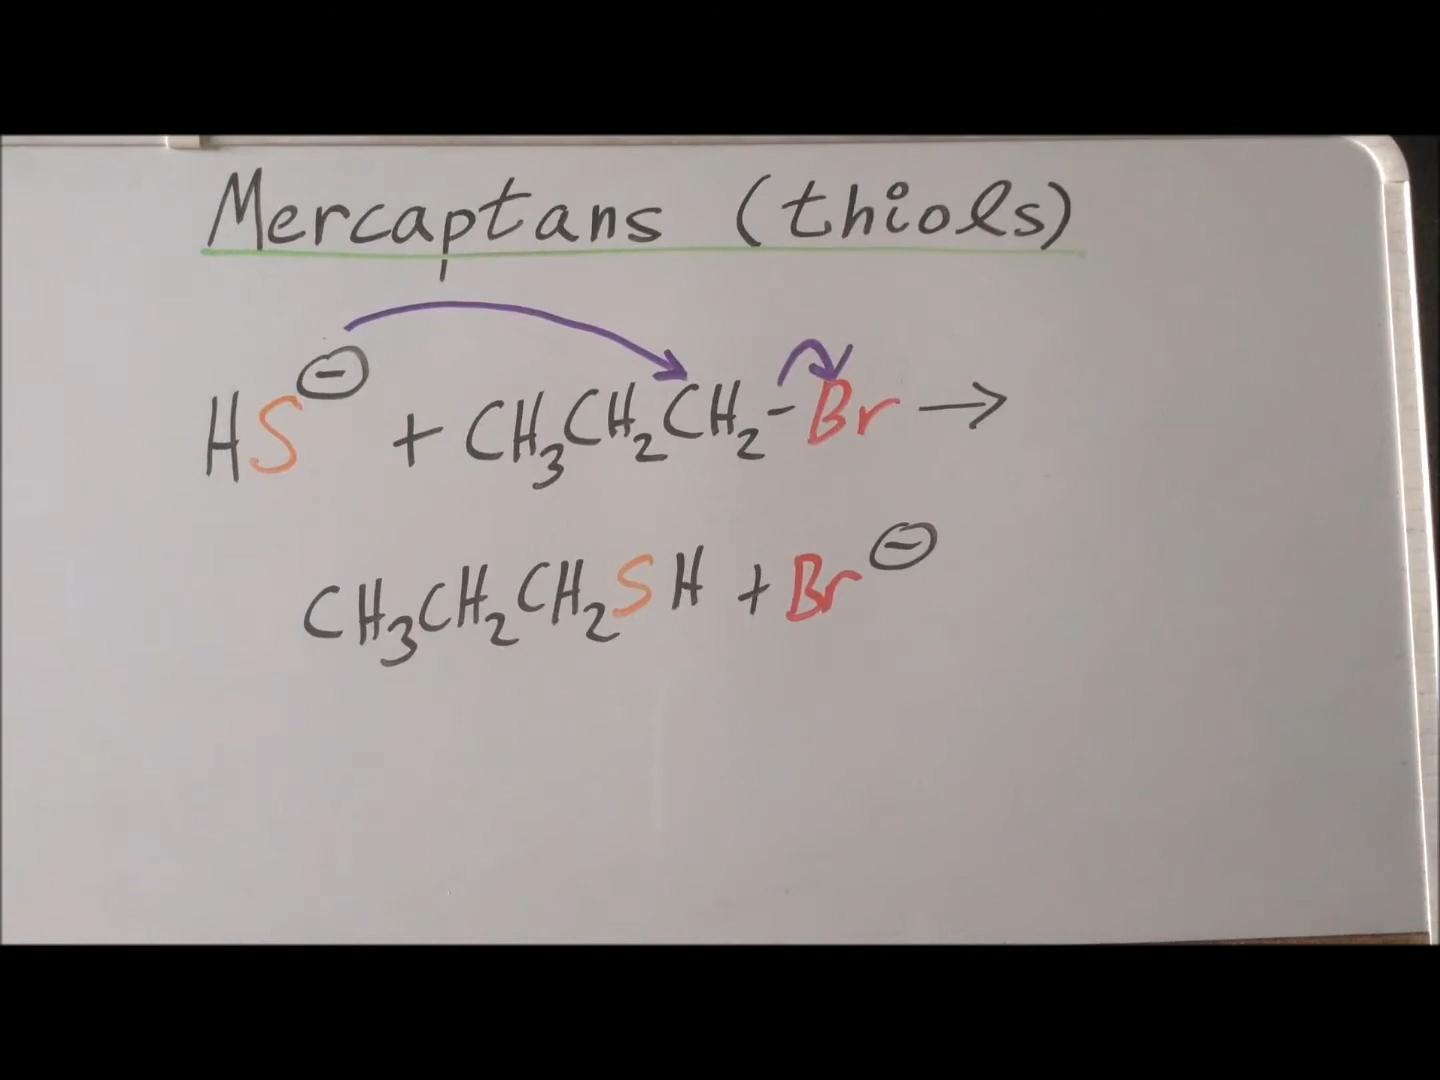 Mercaptans (thiols)
HS⊖ + CH₃CH₂CH₂-Br →
CH₃CH₂CH₂SH + Br⊖